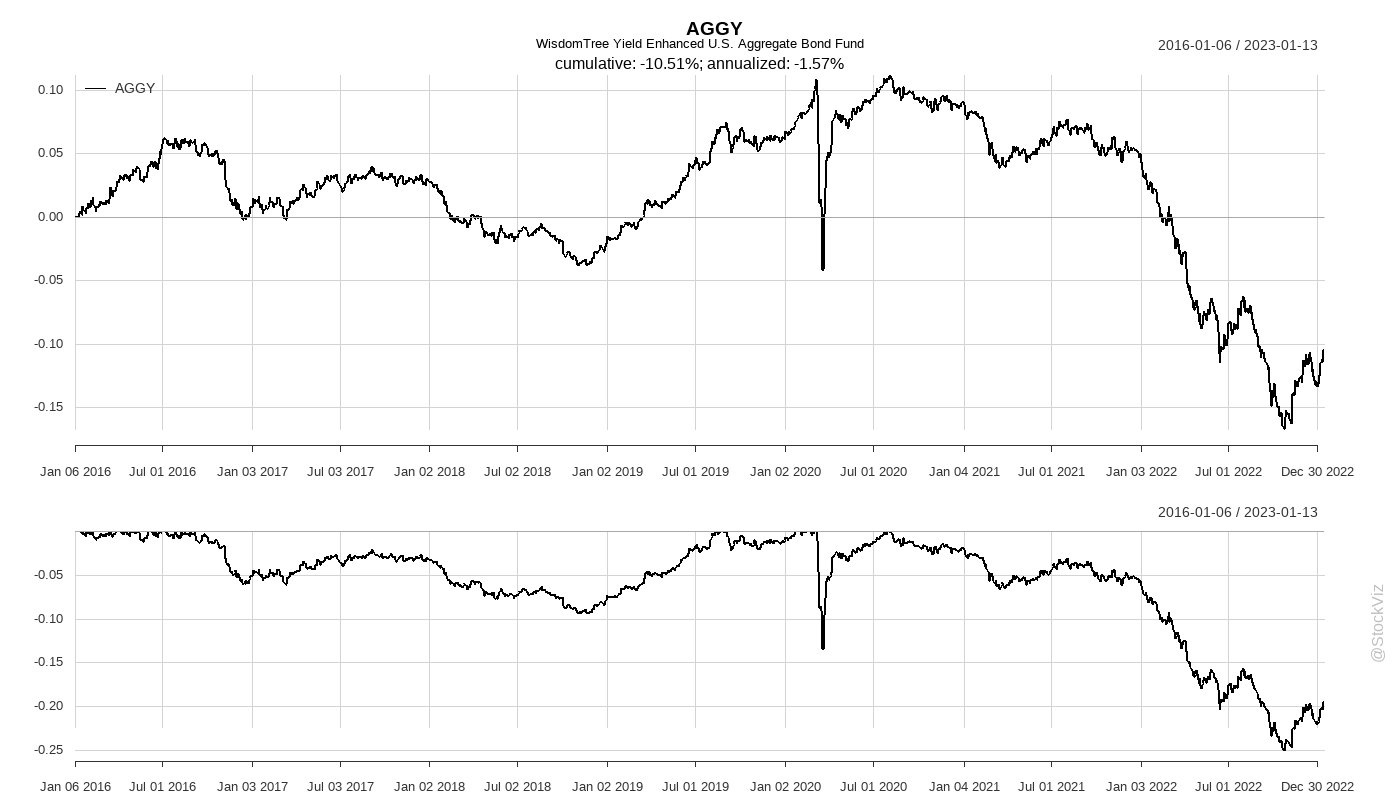 AGGY
WisdomTree Yield Enhanced U.S. Aggregate Bond Fund
cumulative: -10.51%; annualized: -1.57%
2016-01-06 / 2023-01-13
AGGY
0.10
0.05
0.00
-0.05
-0.10
-0.15
Jan 06 2016 Jul 01 2016 Jan 03 2017 Jul 03 2017 Jan 02 2018 Jul 02 2018 Jan 02 2019 Jul 01 2019 Jan 02 2020 Jul 01 2020 Jan 04 2021 Jul 01 2021 Jan 03 2022 Jul 01 2022 Dec 30 2022
2016-01-06 / 2023-01-13
-0.05
-0.10
-0.15
-0.20
-0.25
Jan 06 2016 Jul 01 2016 Jan 03 2017 Jul 03 2017 Jan 02 2018 Jul 02 2018 Jan 02 2019 Jul 01 2019 Jan 02 2020 Jul 01 2020 Jan 04 2021 Jul 01 2021 Jan 03 2022 Jul 01 2022 Dec 30 2022
@StockViz